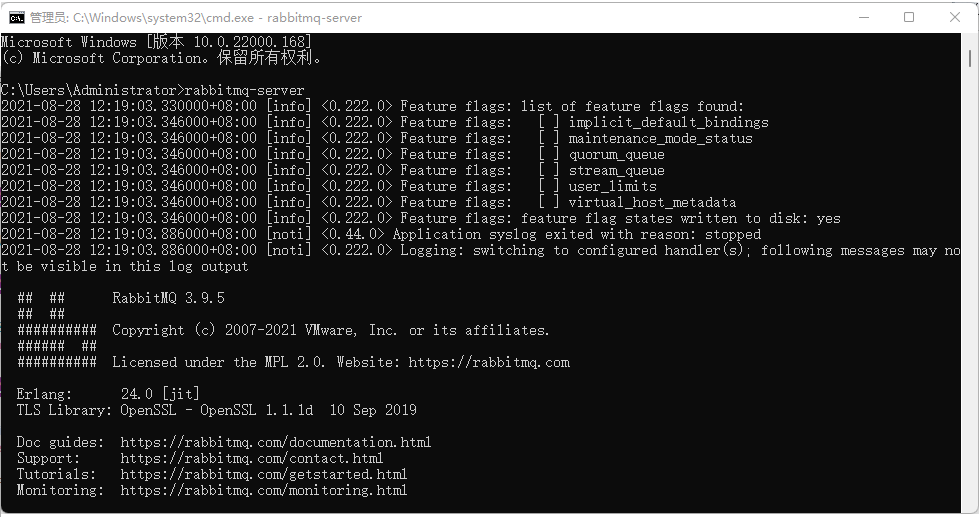 管理员: C:\Windows\system32\cmd.exe - rabbitmq-server
Microsoft Windows [版本 10.0.22000.168]
(c) Microsoft Corporation。保留所有权利。
C:\Users\Administrator>rabbitmq-server
2021-08-28 12:19:03.330000+08:00 [info] <0.222.0> Feature flags: list of feature flags found:
2021-08-28 12:19:03.346000+08:00 [info] <0.222.0> Feature flags:   [ ] implicit_default_bindings
2021-08-28 12:19:03.346000+08:00 [info] <0.222.0> Feature flags:   [ ] maintenance_mode_status
2021-08-28 12:19:03.346000+08:00 [info] <0.222.0> Feature flags:   [ ] quorum_queue
2021-08-28 12:19:03.346000+08:00 [info] <0.222.0> Feature flags:   [ ] stream_queue
2021-08-28 12:19:03.346000+08:00 [info] <0.222.0> Feature flags:   [ ] user_limits
2021-08-28 12:19:03.346000+08:00 [info] <0.222.0> Feature flags:   [ ] virtual_host_metadata
2021-08-28 12:19:03.346000+08:00 [info] <0.222.0> Feature flags: feature flag states written to disk: yes
2021-08-28 12:19:03.886000+08:00 [noti] <0.44.0> Application syslog exited with reason: stopped
2021-08-28 12:19:03.886000+08:00 [noti] <0.222.0> Logging: switching to configured handler(s); following messages may no
t be visible in this log output
  ##  ##      RabbitMQ 3.9.5
  ##  ##
  ##########  Copyright (c) 2007-2021 VMware, Inc. or its affiliates.
  ######  ##
  ##########  Licensed under the MPL 2.0. Website: https://rabbitmq.com
  Erlang:      24.0 [jit]
  TLS Library: OpenSSL - OpenSSL 1.1.1d  10 Sep 2019
  Doc guides:  https://rabbitmq.com/documentation.html
  Support:     https://rabbitmq.com/contact.html
  Tutorials:   https://rabbitmq.com/getstarted.html
  Monitoring:  https://rabbitmq.com/monitoring.html